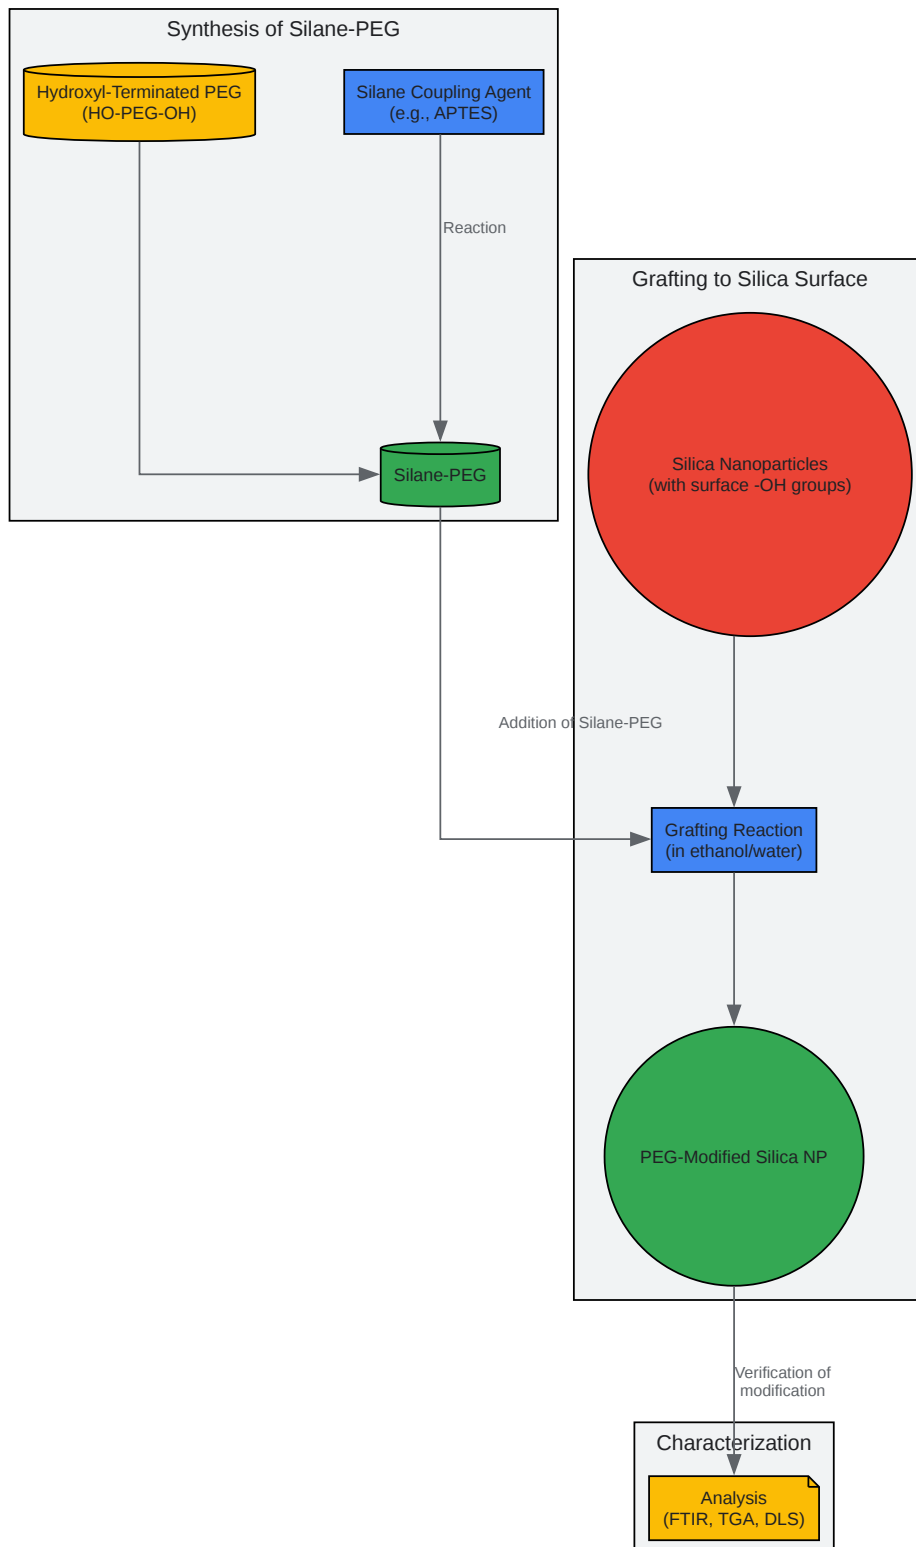 Synthesis of Silane-PEG
Hydroxyl-Terminated PEG
(HO-PEG-OH)
Silane Coupling Agent
(e.g., APTES)
Reaction
Silane-PEG
Grafting to Silica Surface
Silica Nanoparticles
(with surface -OH groups)
Addition of Silane-PEG
Grafting Reaction
(in ethanol/water)
PEG-Modified Silica NP
Verification of
modification
Characterization
Analysis
(FTIR, TGA, DLS)